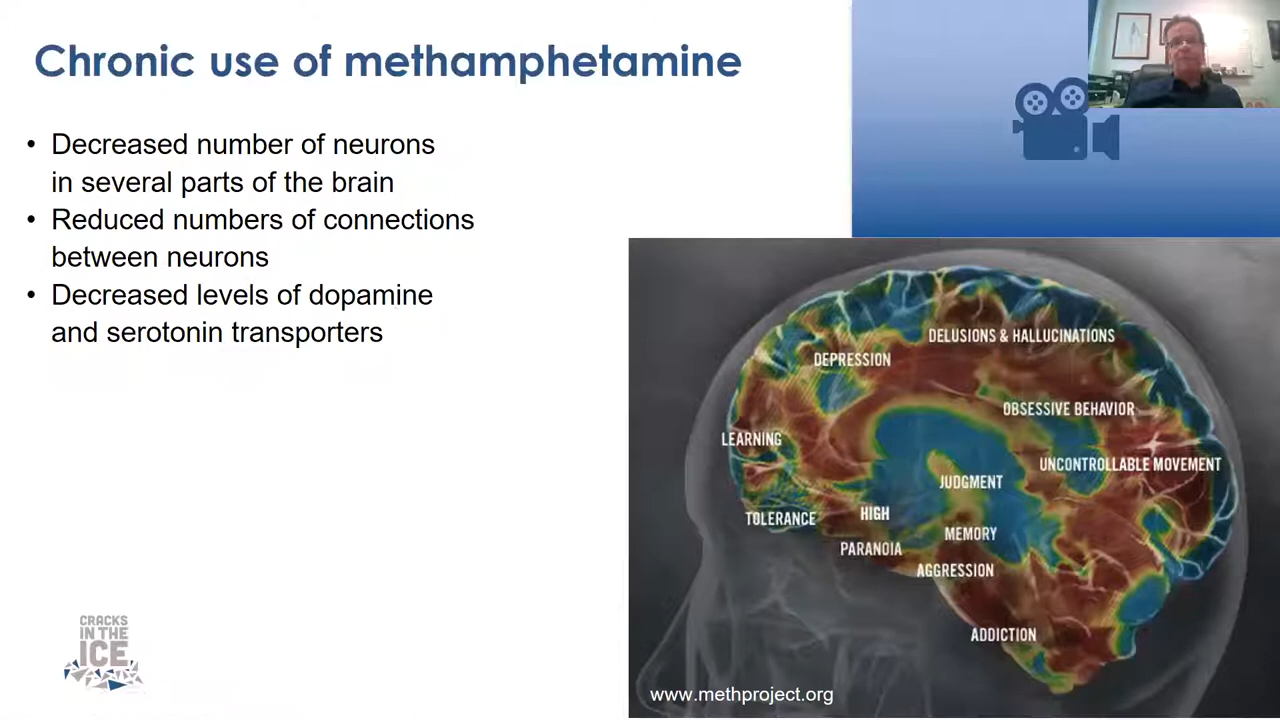 Chronic use of methamphetamine
• Decreased number of neurons
in several parts of the brain
• Reduced numbers of connections
between neurons
• Decreased levels of dopamine
and serotonin transporters
DELUSIONS & HALLUCINATIONS
DEPRESSION
OBSESSIVE BEHAVIOR
LEARNING
UNCONTROLLABLE MOVEMENT
JUDGMENT
TOLERANCE
HIGH
MEMORY
PARANOIA
AGGRESSION
ADDICTION
www.methproject.org
CRACKS
IN THE
ICE